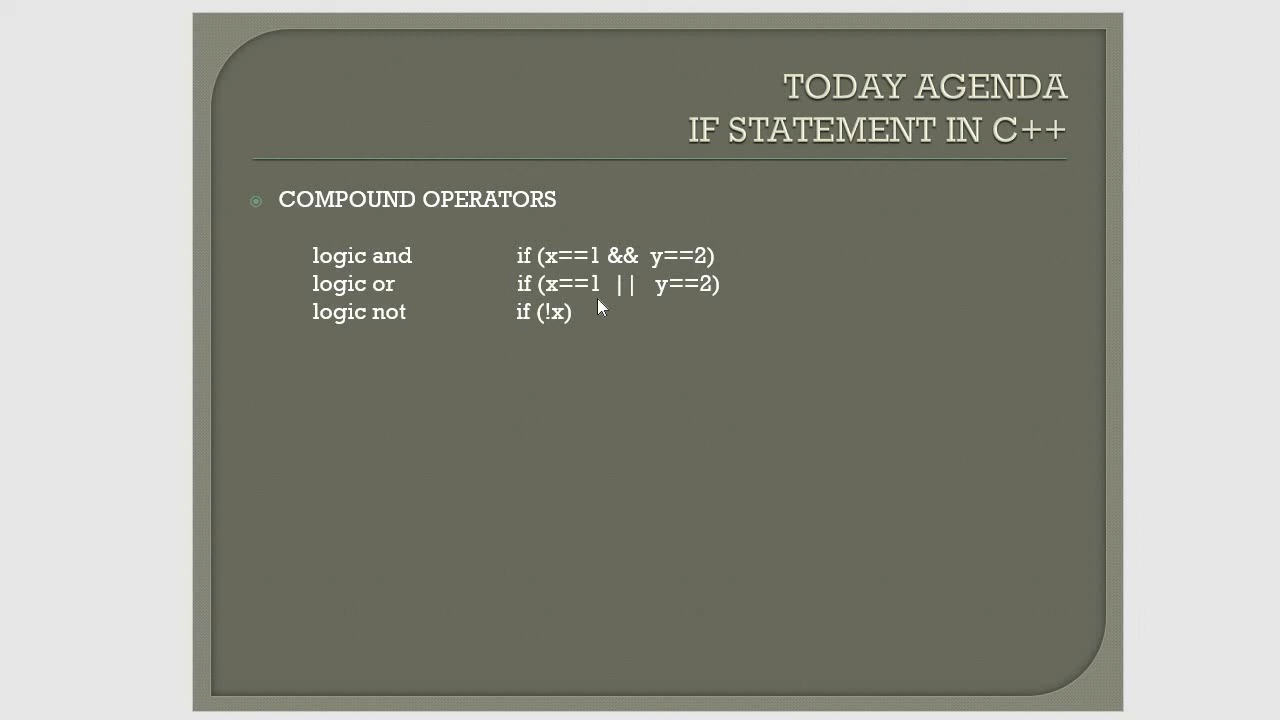 TODAY AGENDA
IF STATEMENT IN C++
COMPOUND OPERATORS
logic and if (x==1 && y==2)
logic or if (x==1 || y==2)
logic not if (!x)